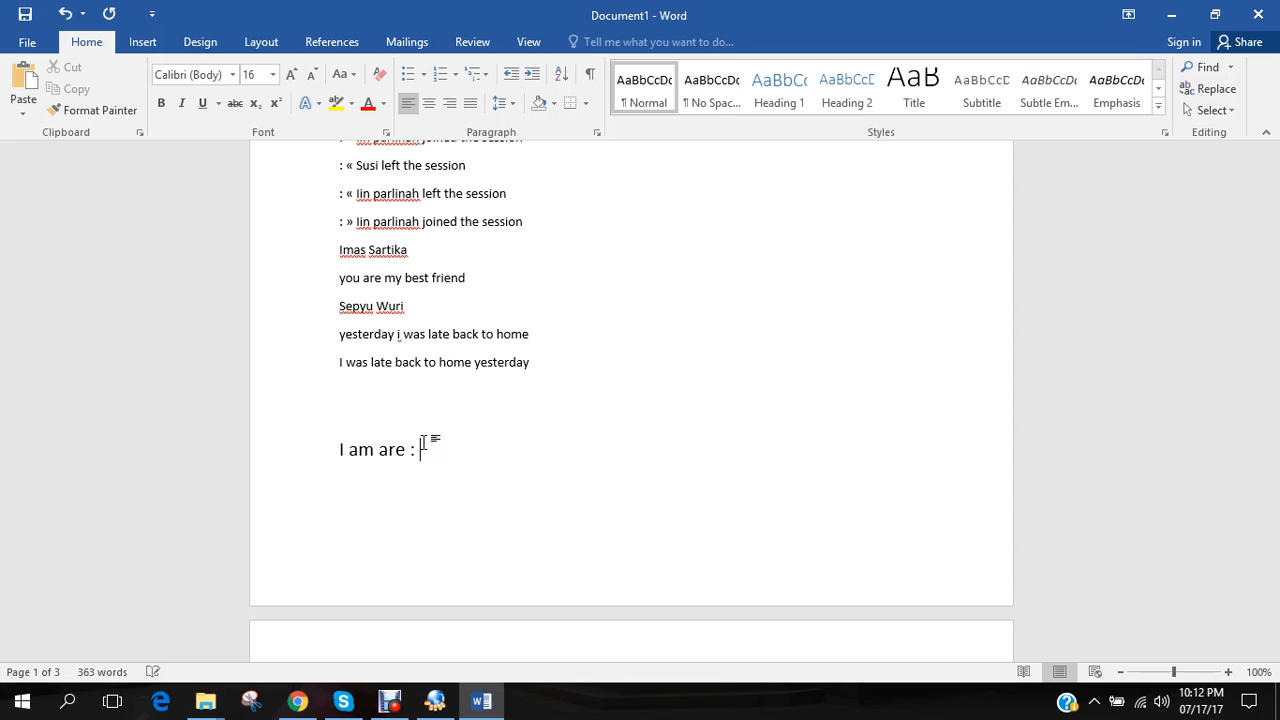 Document1 - Word
File Home Insert Design Layout References Mailings Review View Tell me what you want to do... Sign in Share
Cut
Copy
Format Painter
Paste
Clipboard
Calibri (Body) 16
Font
Paragraph
AaBbCcDc AaBbCcDc AaBbCc AaBbCcD AaB AaBbCcD AaBbCcDc AaBbCcDc
¶ Normal ¶ No Spac... Heading 1 Heading 2 Title Subtitle Subtle Em... Emphasis
Styles
Find
Replace
Select
Editing
joined the session
: « Susi left the session
: « Iin parlinah left the session
: » Iin parlinah joined the session
Imas Sartika
you are my best friend
Sepyu Wuri
yesterday i was late back to home
I was late back to home yesterday
I am are :
Page 1 of 3 363 words 100%
10:12 PM
07/17/17